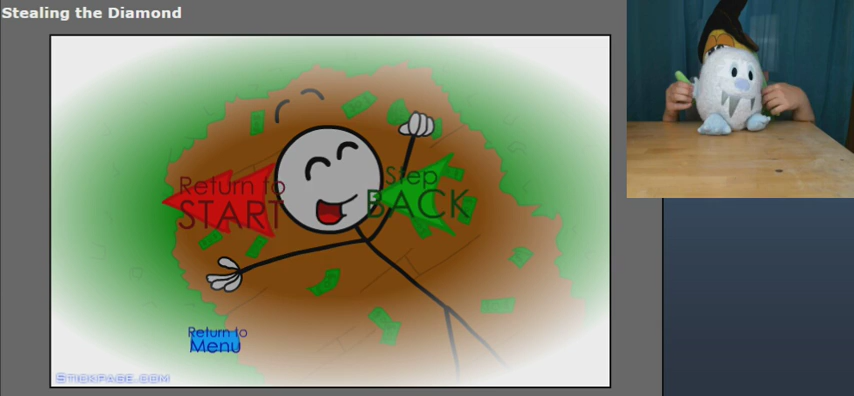 Stealing the Diamond
Return to
START
Step
BACK
Return to
Menu
STICKPAGE.COM